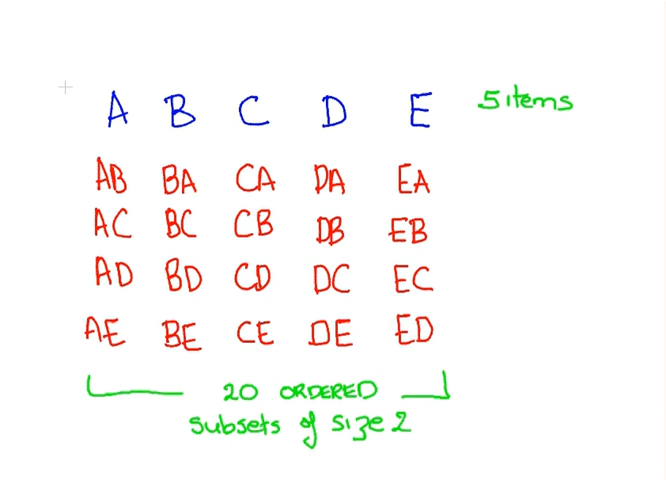 A B C D E 5 items
AB BA CA DA EA
AC BC CB DB EB
AD BD CD DC EC
AE BE CE DE ED
20 ORDERED
subsets of size 2